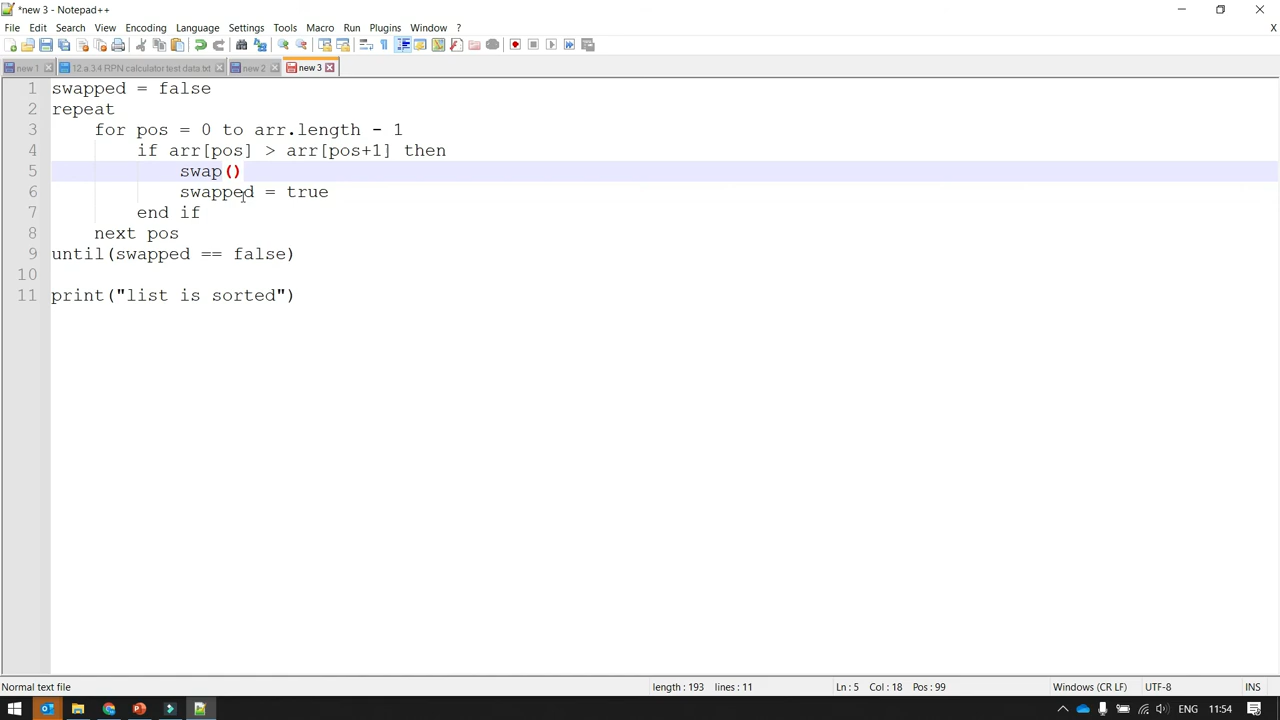 *new 3 - Notepad++
File Edit Search View Encoding Language Settings Tools Macro Run Plugins Window ? X
new 1 12 a 3.4 RPN calculator test data.txt new 2 new 3
1 swapped = false
2 repeat
3 for pos = 0 to arr.length - 1
4 if arr[pos] > arr[pos+1] then
5 swap()
6 swapped = true
7 end if
8 next pos
9 until(swapped == false)
10
11 print("list is sorted")
Normal text file length : 193 lines : 11 Ln : 5 Col : 18 Pos : 99 Windows (CR LF) UTF-8 INS
ENG 11:54